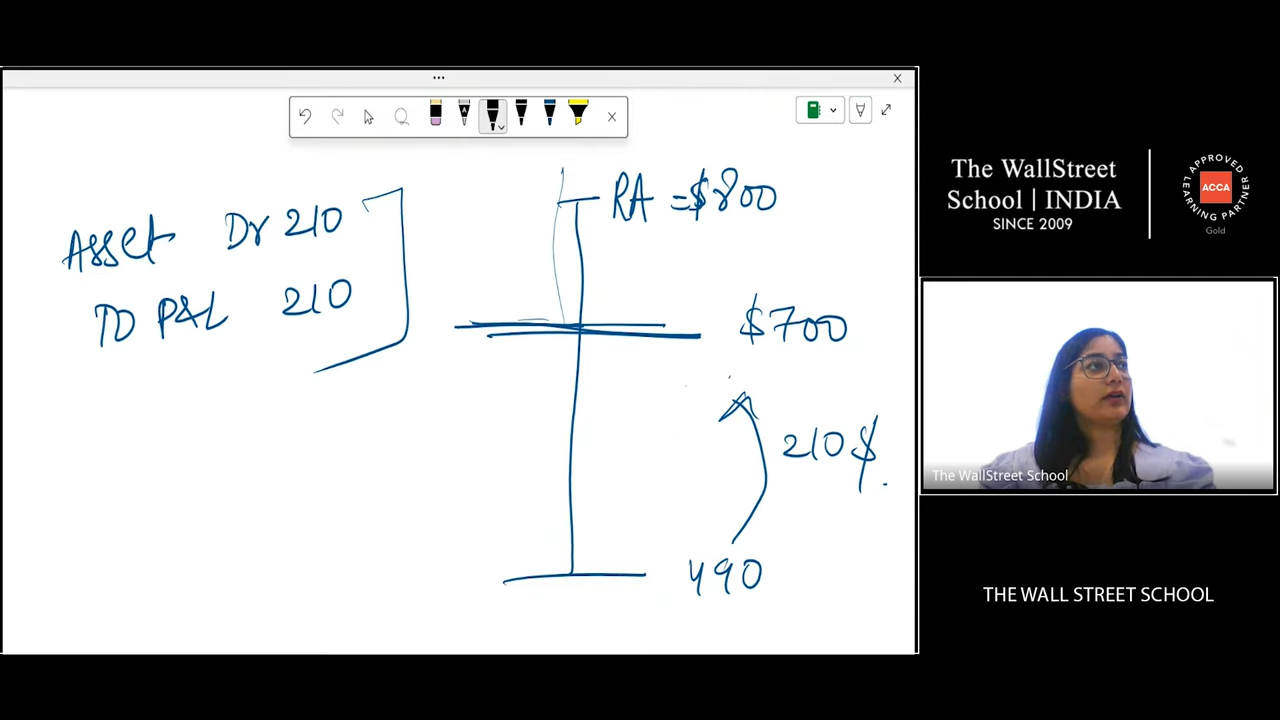 Asset Dr 210
TO P&L 210
RA = $800
$700
210 $
490
The WallStreet
School | INDIA
SINCE 2009
APPROVED
ACCA
LEARNING PARTNER
Gold
The WallStreet School
THE WALL STREET SCHOOL